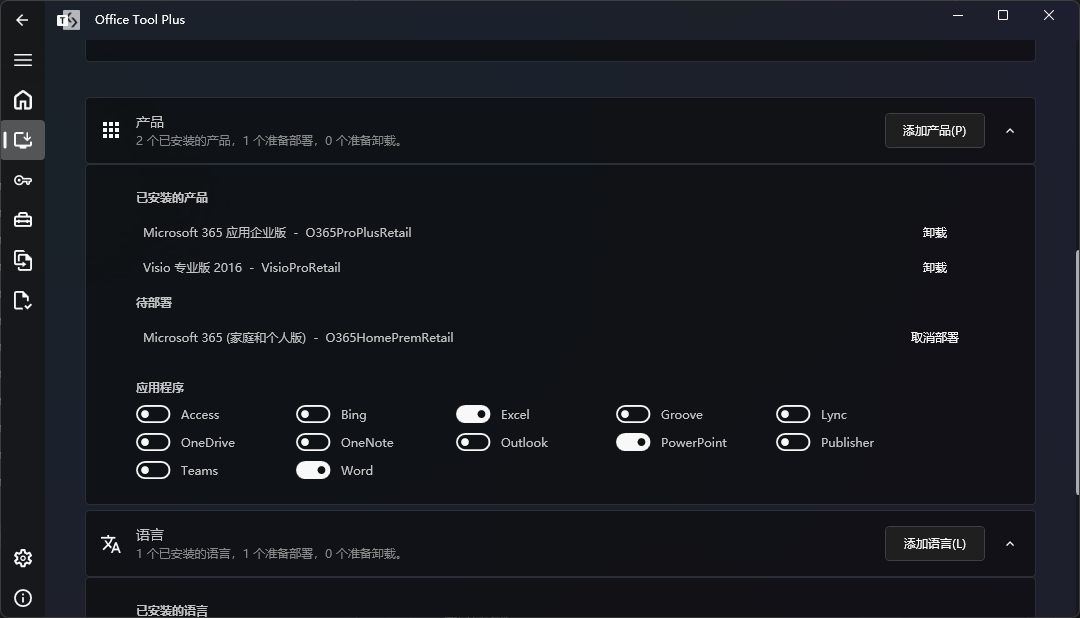 Office Tool Plus
产品
2 个已安装的产品，1 个准备部署，0 个准备卸载。
添加产品(P)
已安装的产品
Microsoft 365 应用企业版 - O365ProPlusRetail 卸载
Visio 专业版 2016 - VisioProRetail 卸载
待部署
Microsoft 365 (家庭和个人版) - O365HomePremRetail 取消部署
应用程序
Access Bing Excel Groove Lync
OneDrive OneNote Outlook PowerPoint Publisher
Teams Word
语言
1 个已安装的语言，1 个准备部署，0 个准备卸载。
添加语言(L)
已安装的语言